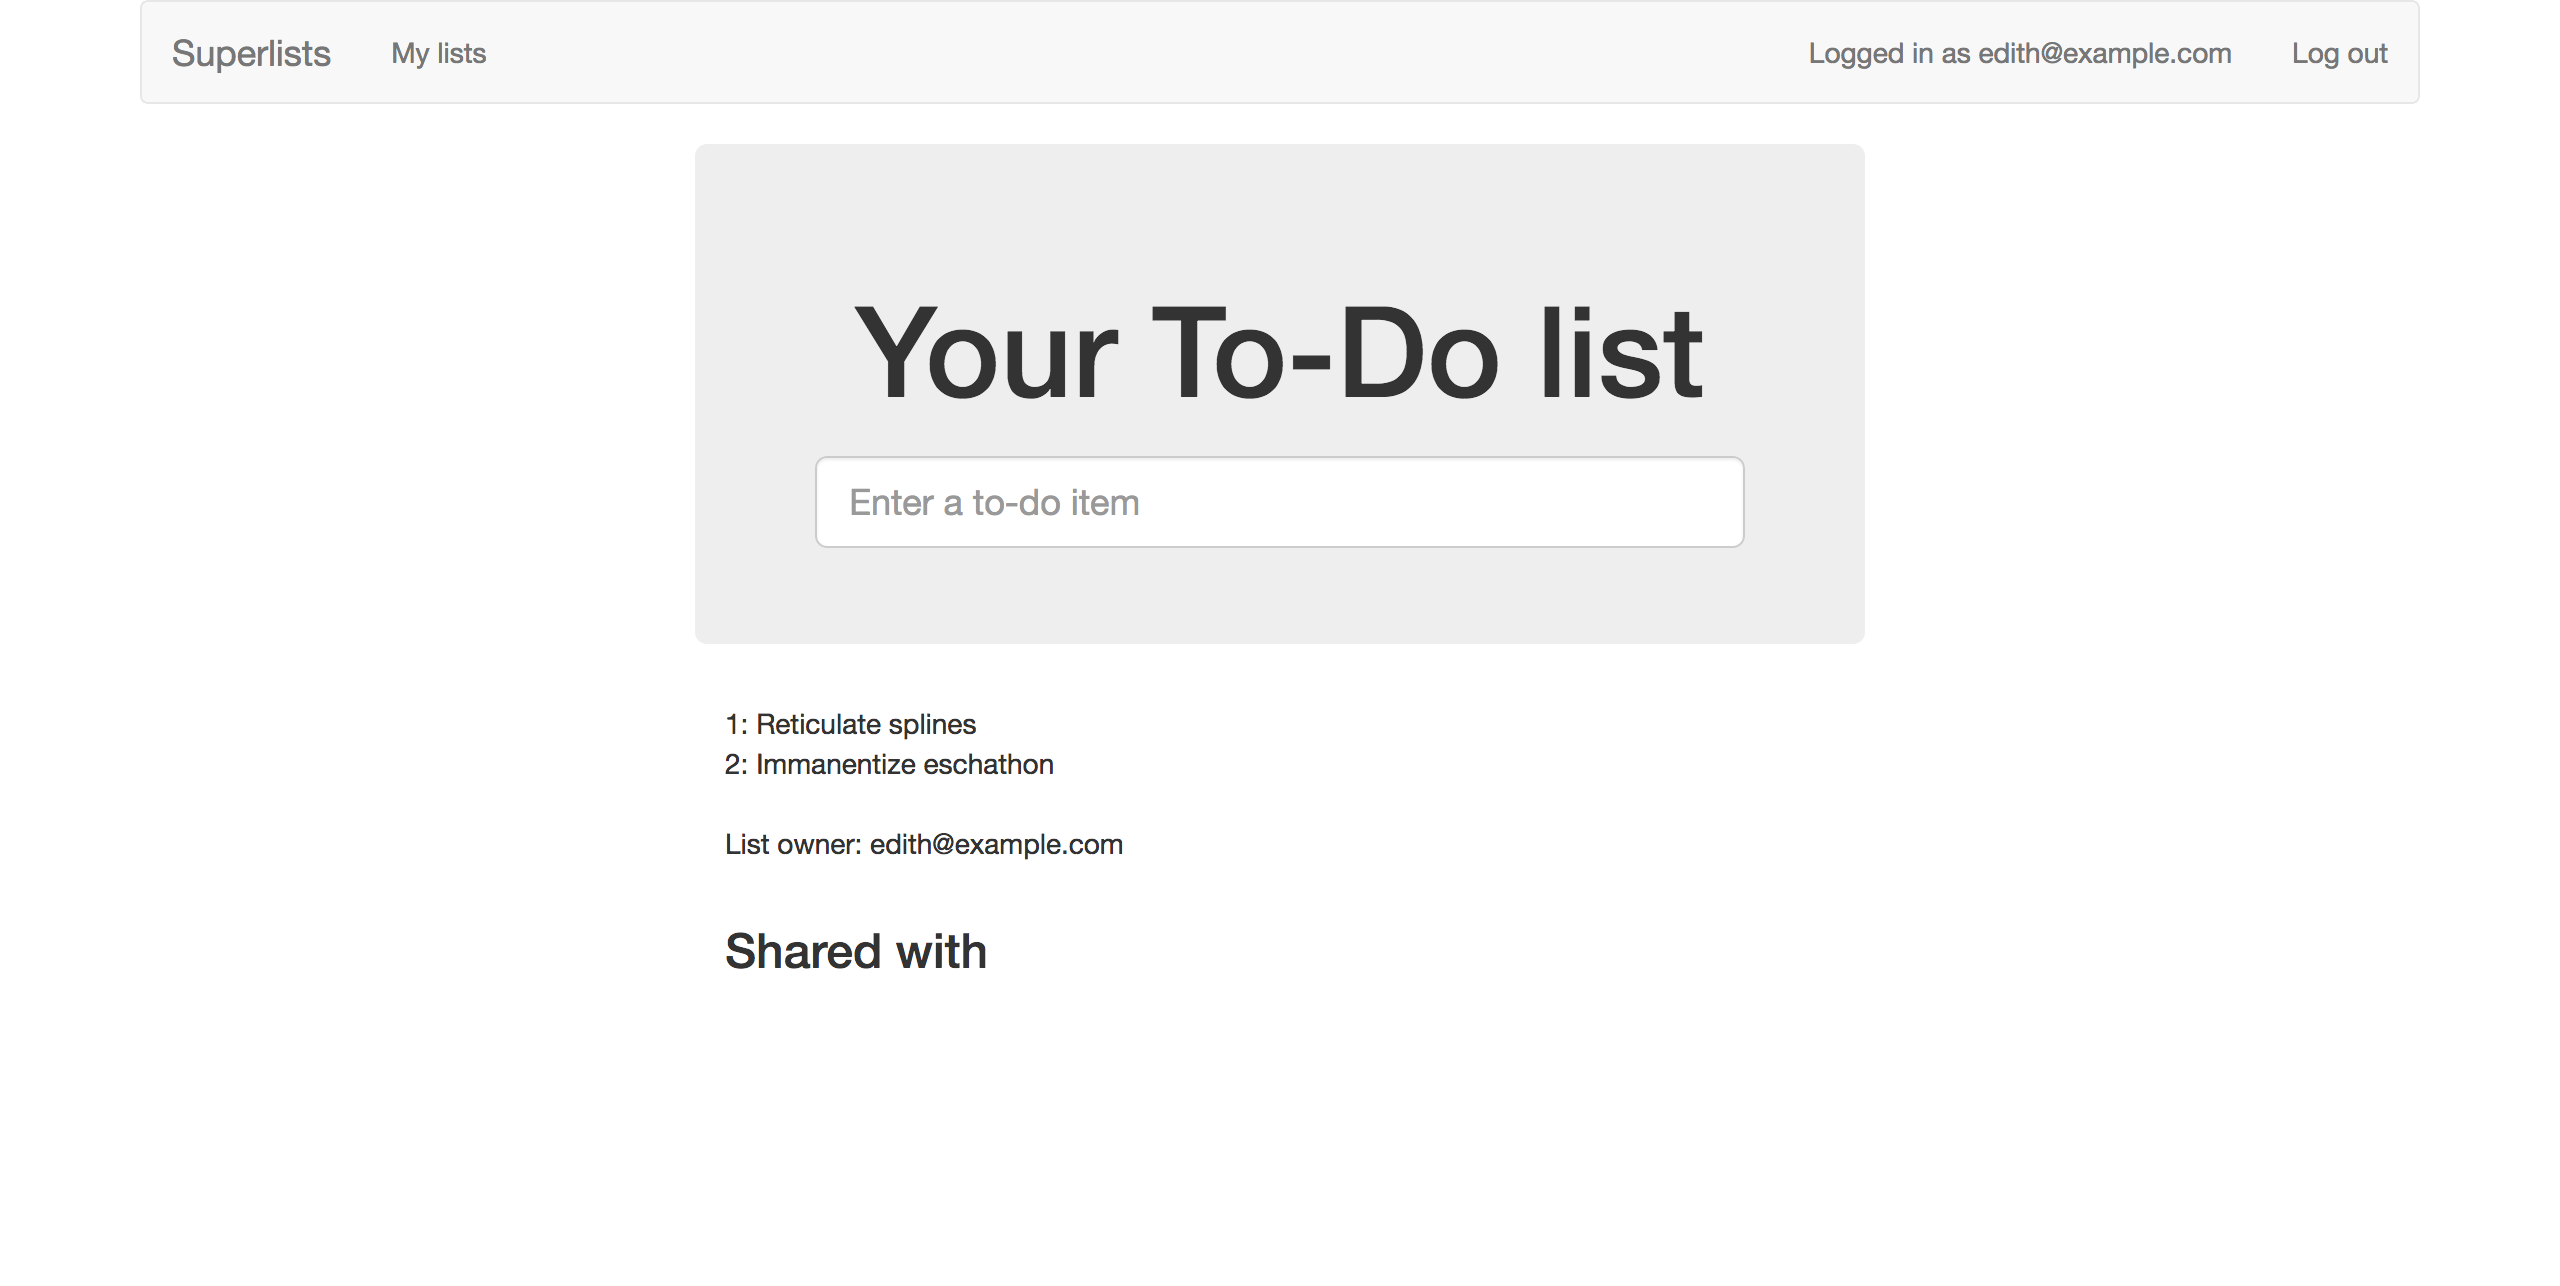 Superlists My lists Logged in as edith@example.com Log out
Your To-Do list
Enter a to-do item
1: Reticulate splines
2: Immanentize eschathon
List owner: edith@example.com
Shared with